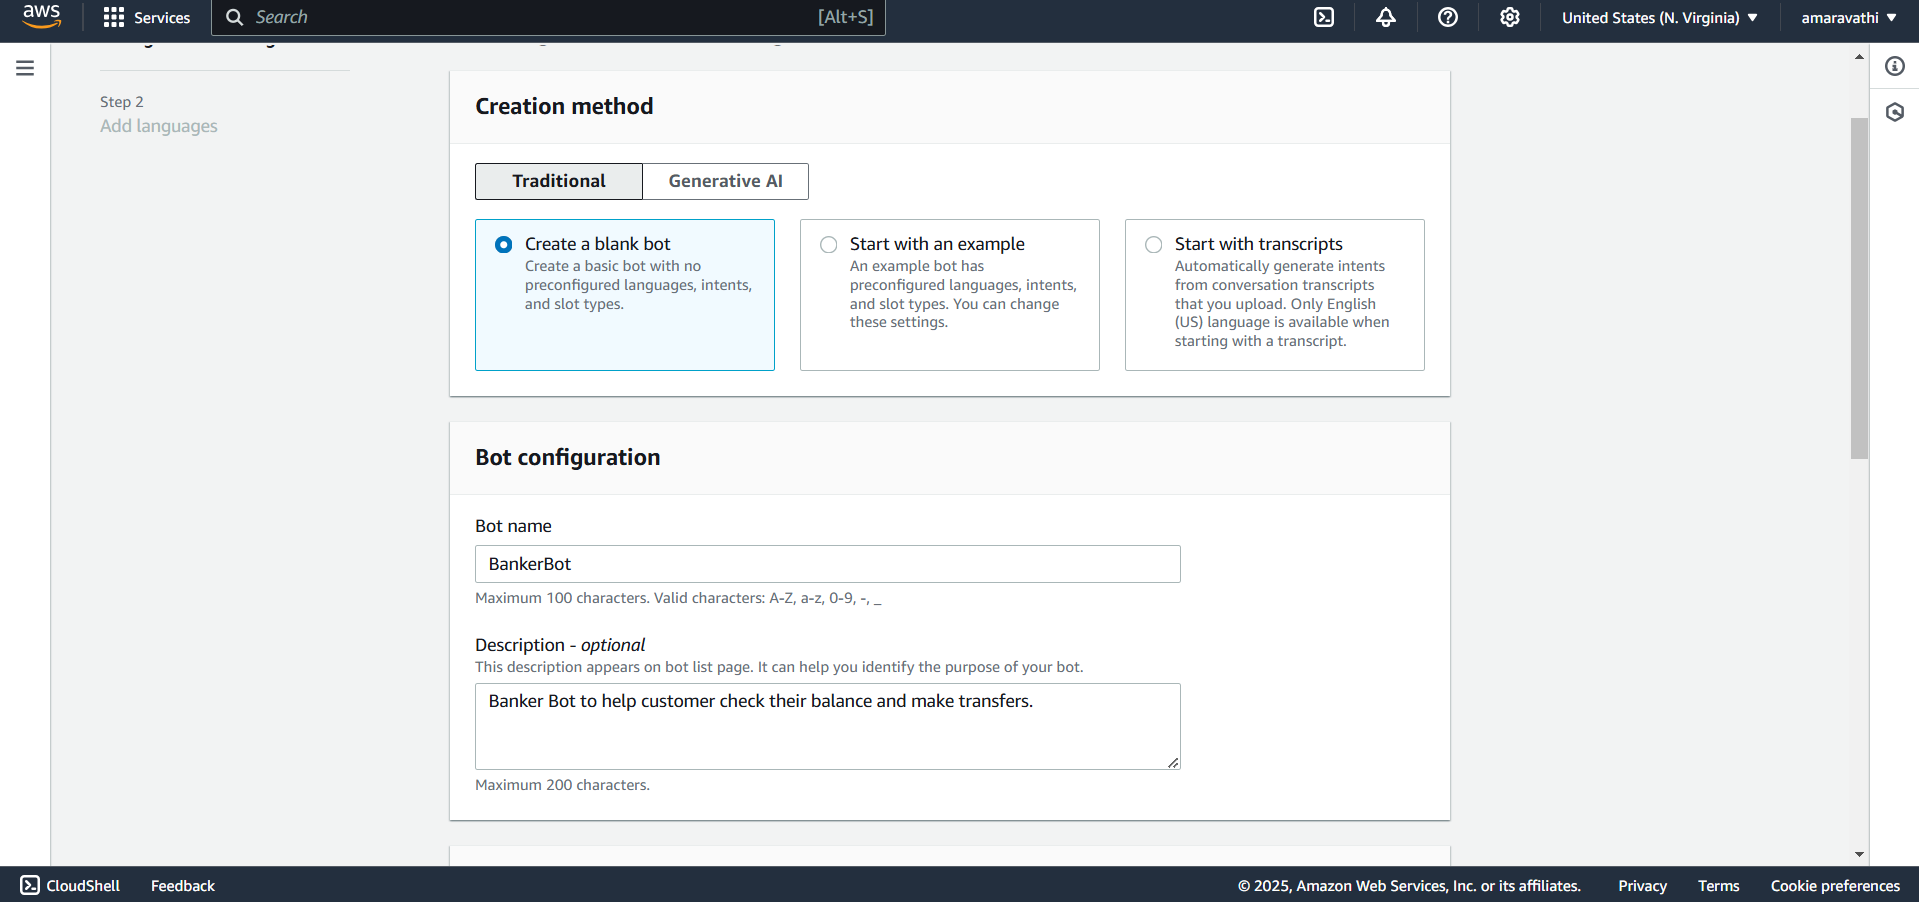 aws
Services
Search
[Alt+S]
United States (N. Virginia)
amaravathi
Step 2
Add languages
Creation method
Traditional
Generative AI
Create a blank bot
Create a basic bot with no
preconfigured languages, intents,
and slot types.
Start with an example
An example bot has
preconfigured languages, intents,
and slot types. You can change
these settings.
Start with transcripts
Automatically generate intents
from conversation transcripts
that you upload. Only English
(US) language is available when
starting with a transcript.
Bot configuration
Bot name
BankerBot
Maximum 100 characters. Valid characters: A-Z, a-z, 0-9, -, _
Description - optional
This description appears on bot list page. It can help you identify the purpose of your bot.
Banker Bot to help customer check their balance and make transfers.
Maximum 200 characters.
CloudShell
Feedback
© 2025, Amazon Web Services, Inc. or its affiliates.
Privacy
Terms
Cookie preferences